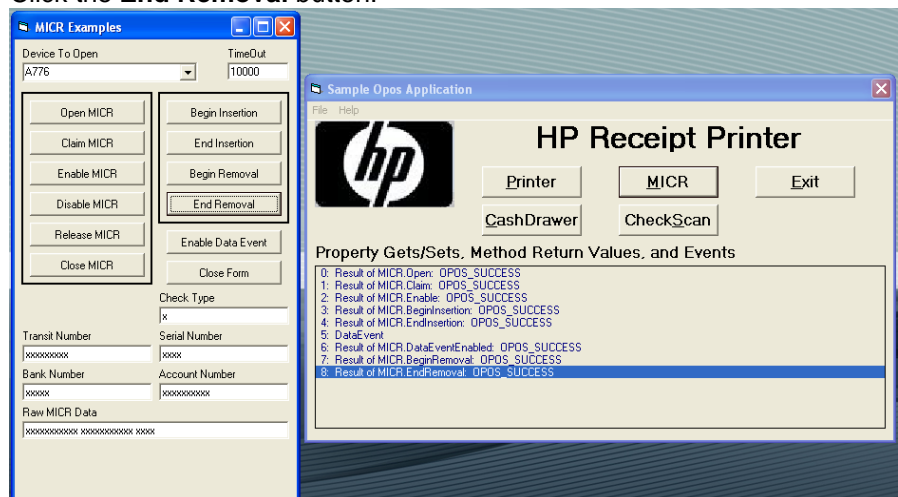 Click the End Removal button.
MICR Examples
Device To Open TimeOut
A776 10000
Open MICR Begin Insertion
Claim MICR End Insertion
Enable MICR Begin Removal
Disable MICR End Removal
Release MICR Enable Data Event
Close MICR Close Form
Check Type
x
Transit Number Serial Number
xxxxxxxxx xxxx
Bank Number Account Number
xxxxx xxxxxxxxxx
Raw MICR Data
xxxxxxxxxxx xxxxxxxxxxx xxxx
Sample Opos Application
File Help
hp
HP Receipt Printer
Printer MICR Exit
CashDrawer CheckScan
Property Gets/Sets, Method Return Values, and Events
0: Result of MICR.Open: OPOS_SUCCESS
1: Result of MICR.Claim: OPOS_SUCCESS
2: Result of MICR.Enable: OPOS_SUCCESS
3: Result of MICR.BeginInsertion: OPOS_SUCCESS
4: Result of MICR.EndInsertion: OPOS_SUCCESS
5: DataEvent
6: Result of MICR.DataEventEnabled: OPOS_SUCCESS
7: Result of MICR.BeginRemoval: OPOS_SUCCESS
8: Result of MICR.EndRemoval: OPOS_SUCCESS